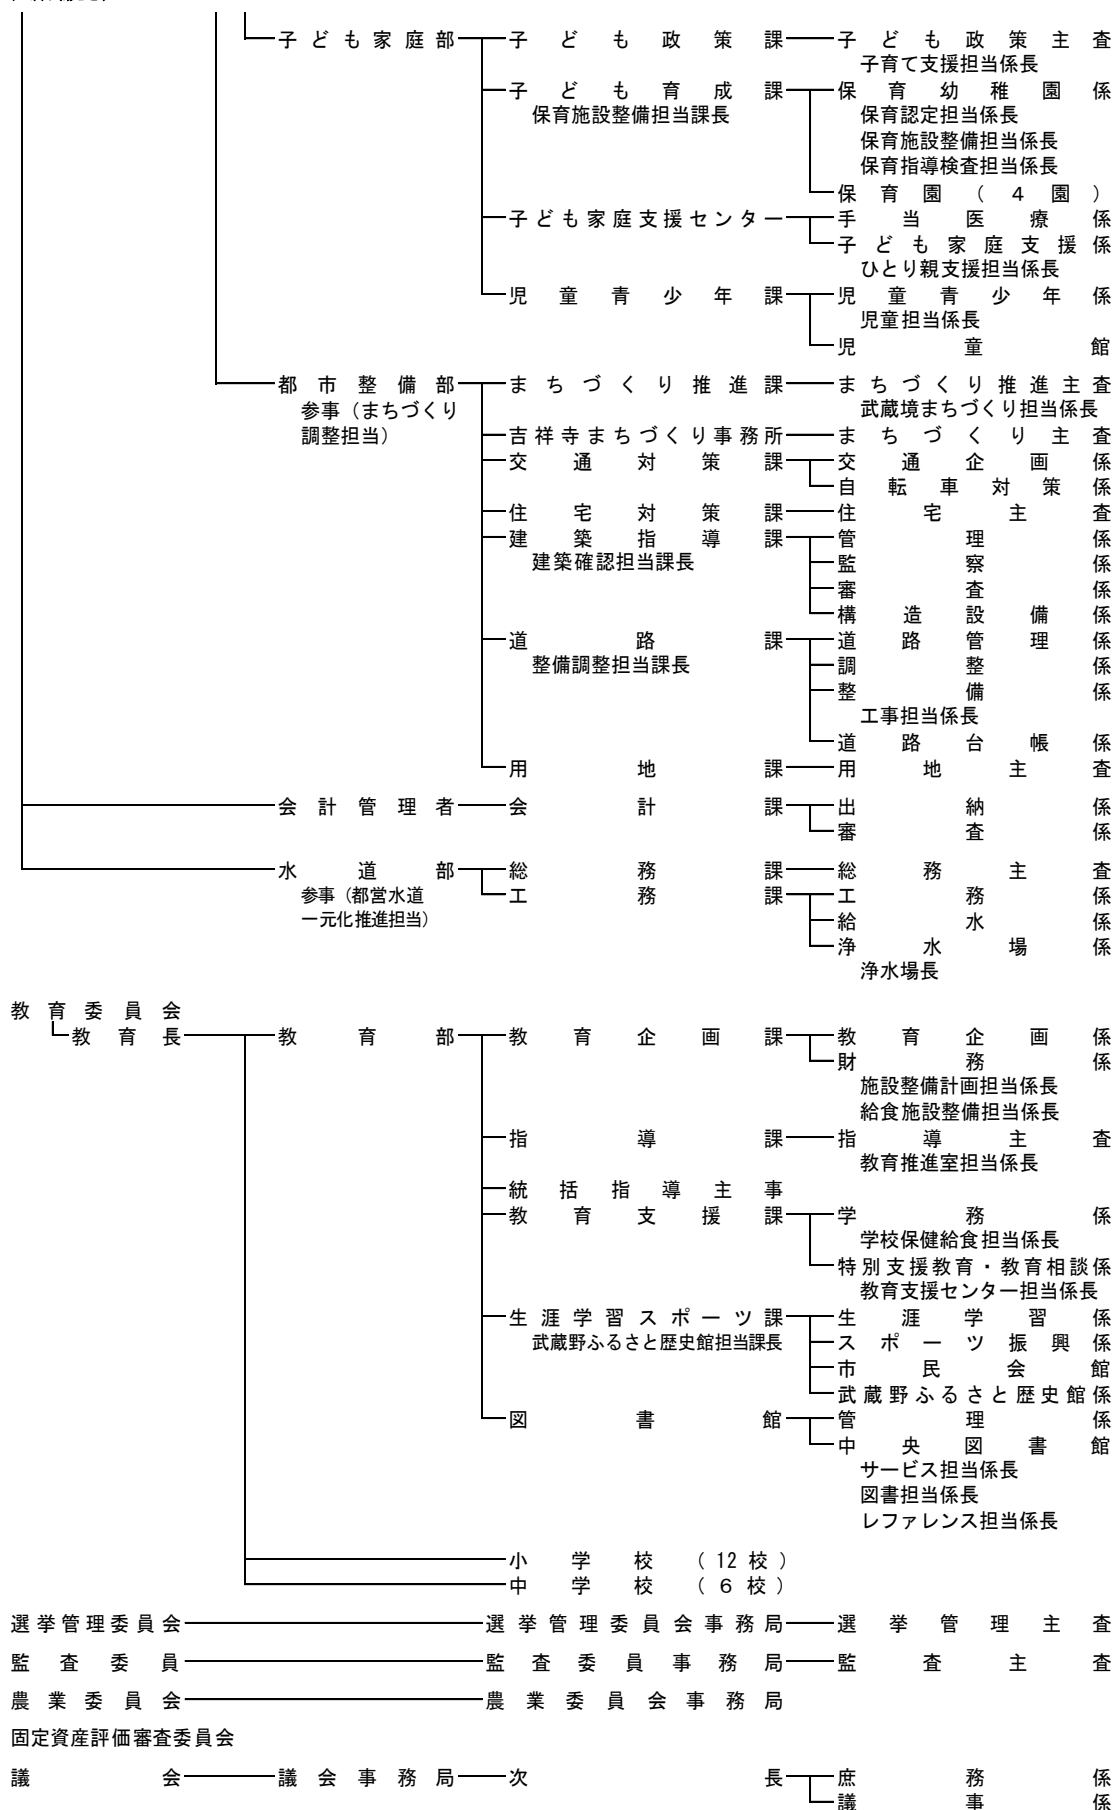 子ども家庭部 子ども政策課 子ども政策主査
子育て支援担当係長
子ども育成課 保育幼稚園係
保育施設整備担当課長 保育認定担当係長
保育施設整備担当係長
保育指導検査担当係長
保育園(4園)
子ども家庭支援センター 手当医療係
子ども家庭支援係
ひとり親支援担当係長
児童青少年課 児童青少年係
児童担当係長
児童館
都市整備部 まちづくり推進課 まちづくり推進主査
参事(まちづくり 武蔵境まちづくり担当係長
調整担当) 吉祥寺まちづくり事務所 まちづくり主査
交通対策課 交通企画係
自転車対策係
住宅対策課 住宅主査
建築指導課 管理係
建築確認担当課長 監察係
審査係
構造設備係
道路課 道路管理係
整備調整担当課長 調整係
整備係
工事担当係長
道路台帳係
用地課 用地主査
会計管理者 会計課 出納係
審査係
水道部 総務課 総務主査
参事(都営水道 工務課 工務係
一元化推進担当) 給水係
浄水場係
浄水場長
教育委員会
教育長 教育部 教育企画課 教育企画係
財務係
施設整備計画担当係長
給食施設整備担当係長
指導課 指導主査
教育推進室担当係長
統括指導主事
教育支援課 学務係
学校保健給食担当係長
特別支援教育・教育相談係
教育支援センター担当係長
生涯学習スポーツ課 生涯学習係
武蔵野ふるさと歴史館担当課長 スポーツ振興係
市民会館
武蔵野ふるさと歴史館係
図書館 管理係
中央図書館
サービス担当係長
図書担当係長
レファレンス担当係長
小学校(12校)
中学校(6校)
選挙管理委員会 選挙管理委員会事務局 選挙管理主査
監査委員 監査委員事務局 監査主査
農業委員会 農業委員会事務局
固定資産評価審査委員会
議会 議会事務局 次長 庶務係
議事係